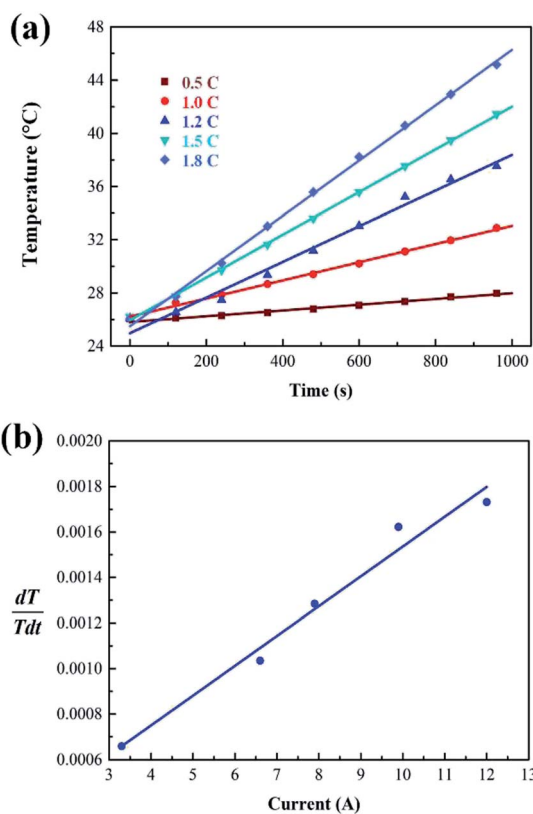 (a)
48
44
40
36
32
28
24
Temperature (°C)
0.5 C
1.0 C
1.2 C
1.5 C
1.8 C
0 200 400 600 800 1000
Time (s)
(b)
0.0020
0.0018
0.0016
0.0014
0.0012
0.0010
0.0008
0.0006
dT
Tdt
3 4 5 6 7 8 9 10 11 12 13
Current (A)